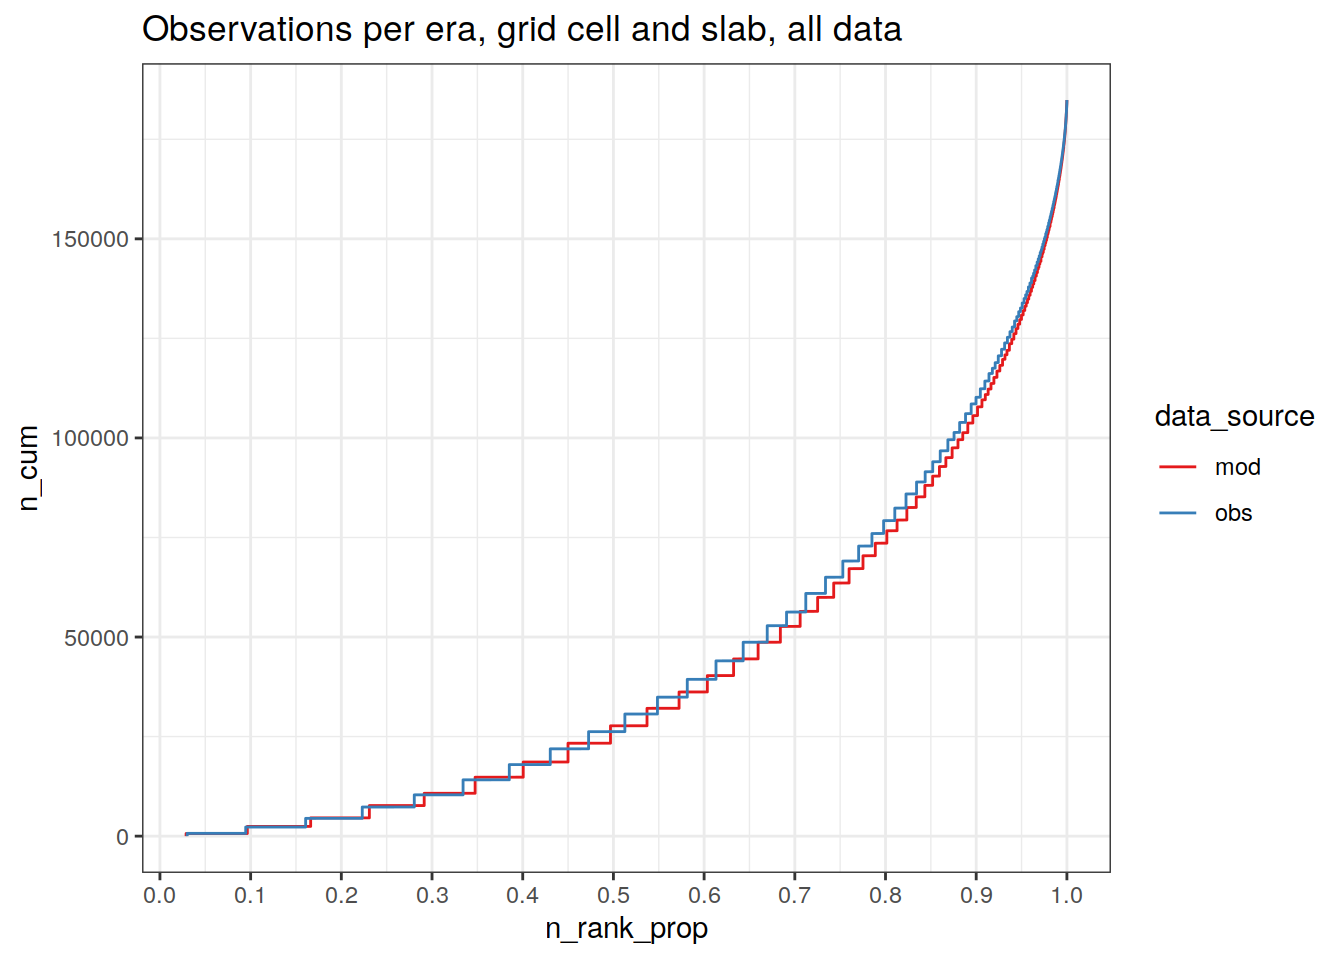 Observations per era, grid cell and slab, all data
n_cum
150000
100000
50000
0
0.0 0.1 0.2 0.3 0.4 0.5 0.6 0.7 0.8 0.9 1.0
n_rank_prop
data_source
mod
obs